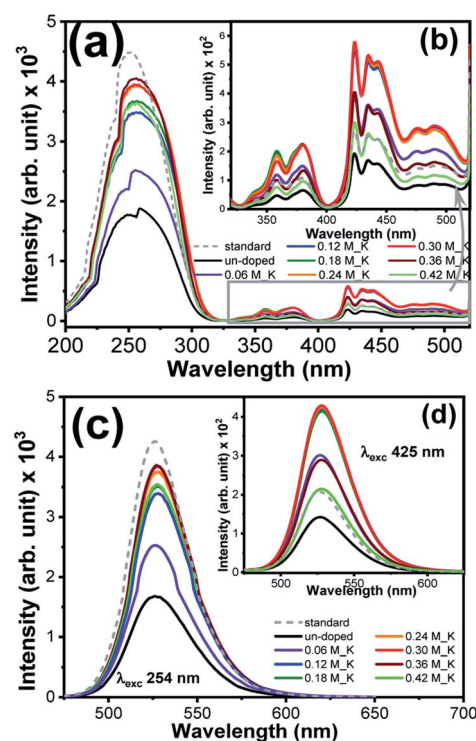 (a)
(b)
Intensity (arb. unit) x 10³
5
4
3
2
1
0
Intensity (arb. unit) x 10²
6
4
2
0
350 400 450 500
Wavelength (nm)
standard 0.12 M_K 0.30 M_K
un-doped 0.18 M_K 0.36 M_K
0.06 M_K 0.24 M_K 0.42 M_K
200 250 300 350 400 450 500
Wavelength (nm)
(c)
(d)
Intensity (arb. unit) x 10³
5
4
3
2
1
0
Intensity (arb. unit) x 10²
4
3
2
1
0
λexc 425 nm
500 550 600
Wavelength (nm)
standard 0.24 M_K
un-doped 0.30 M_K
0.06 M_K 0.36 M_K
0.12 M_K 0.42 M_K
0.18 M_K
λexc 254 nm
500 550 600 650 700
Wavelength (nm)